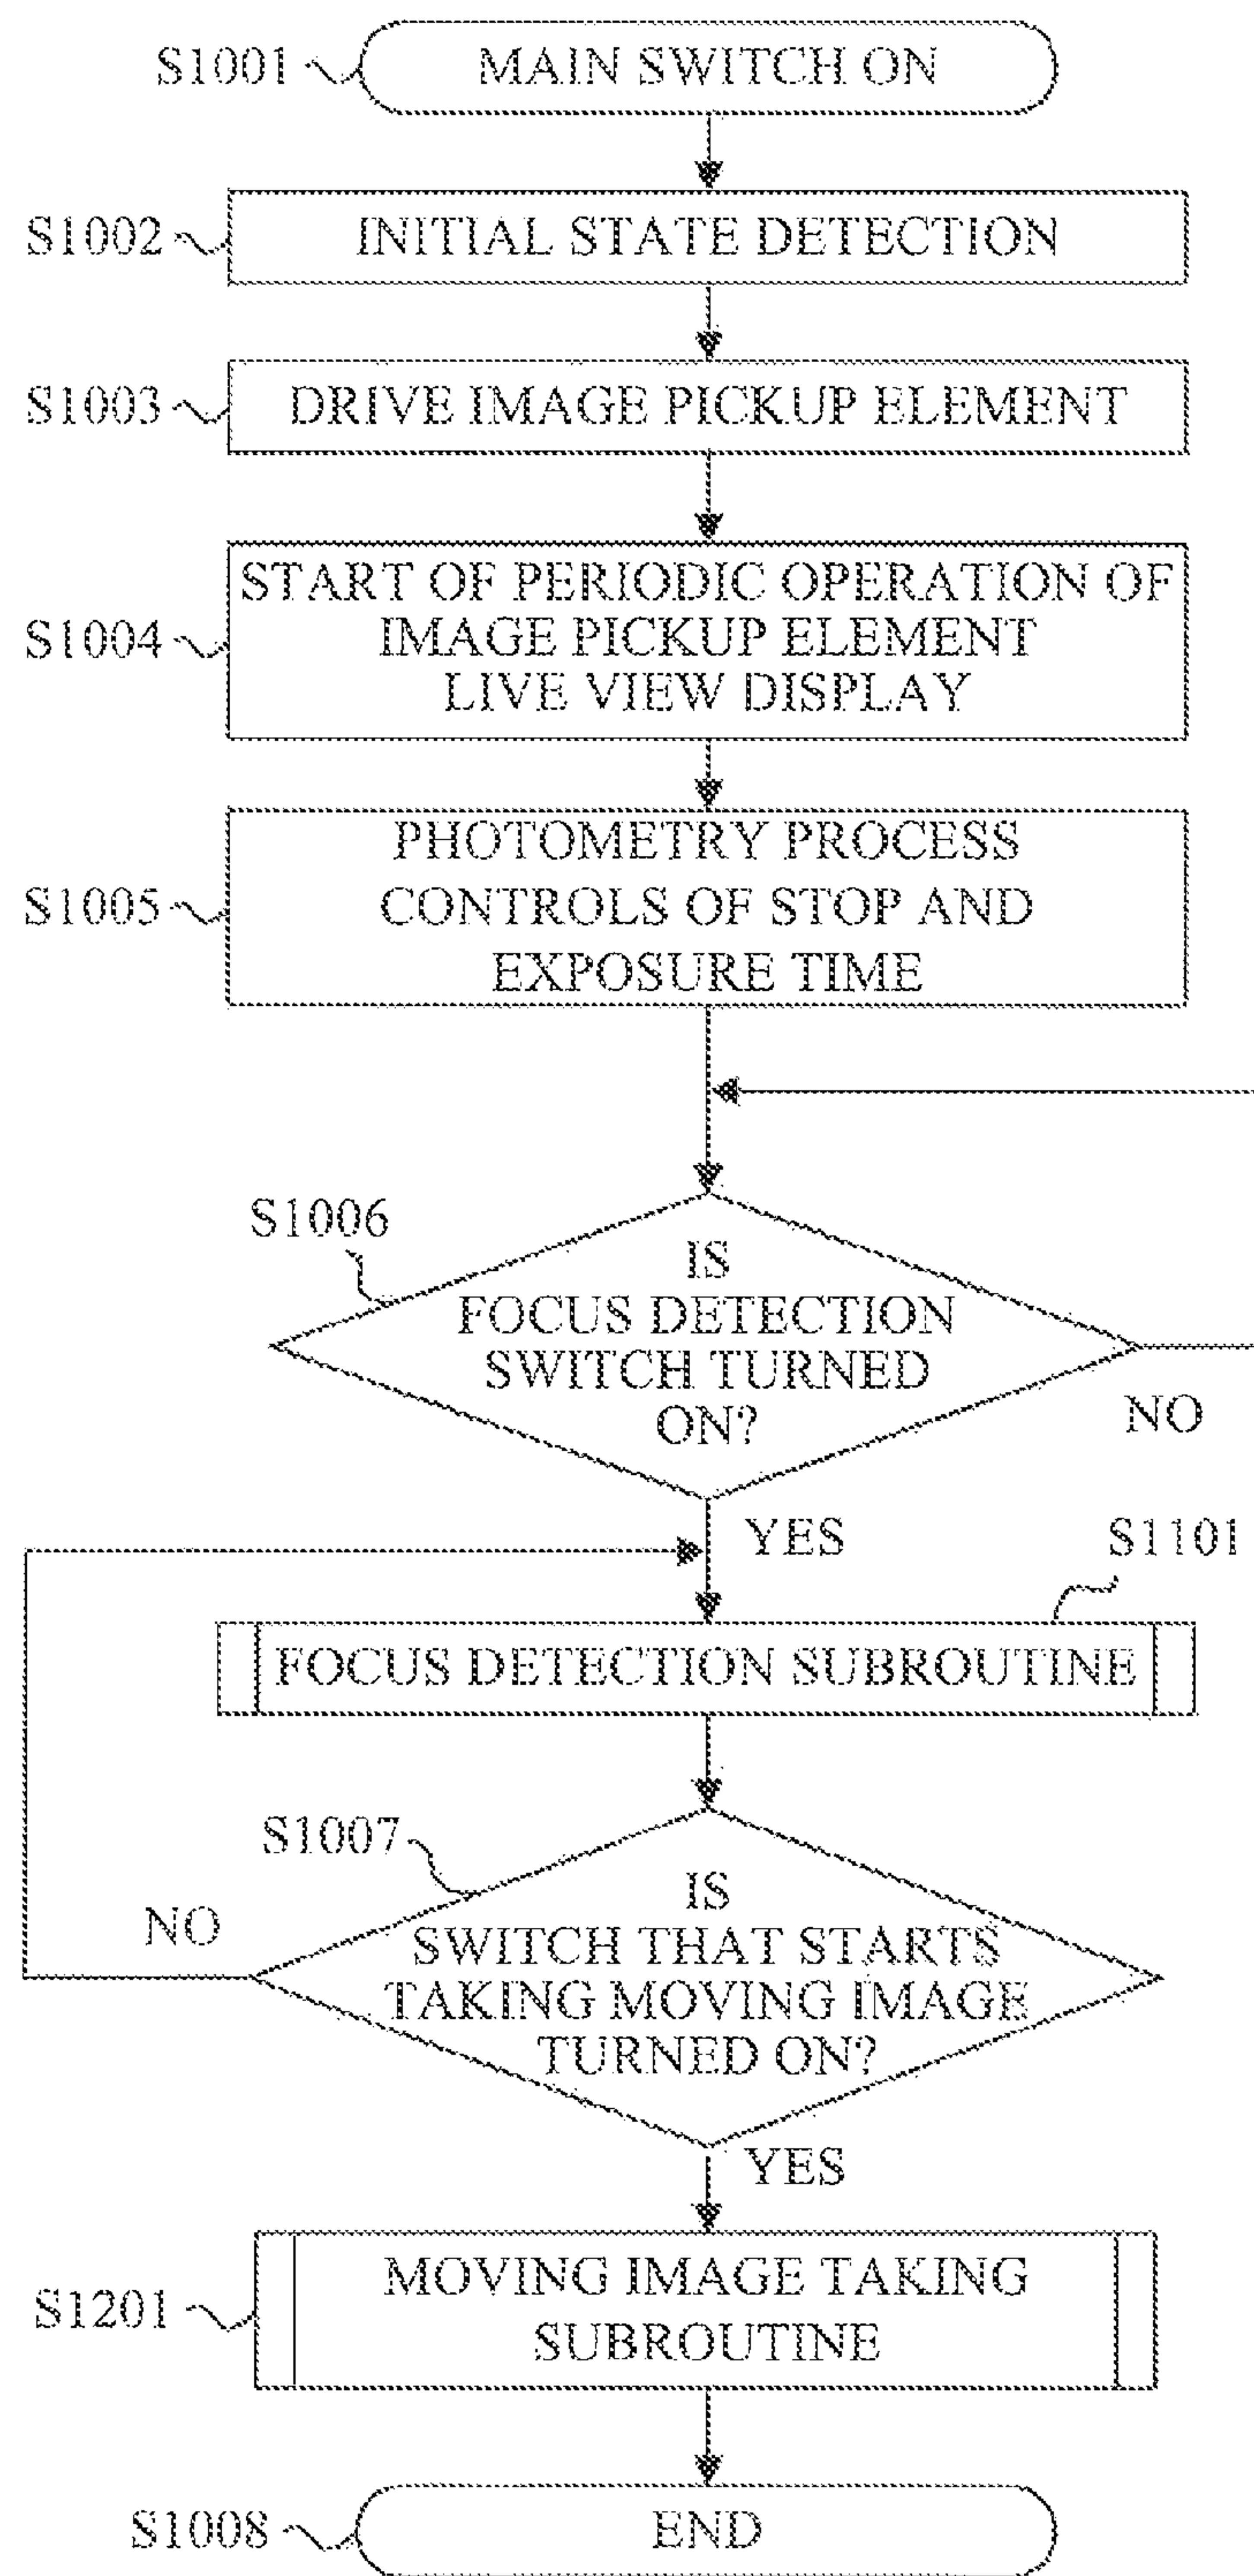 S1001
MAIN SWITCH ON
S1002
INITIAL STATE DETECTION
S1003
DRIVE IMAGE PICKUP ELEMENT
S1004
START OF PERIODIC OPERATION OF
IMAGE PICKUP ELEMENT
LIVE VIEW DISPLAY
S1005
PHOTOMETRY PROCESS
CONTROLS OF STOP AND
EXPOSURE TIME
S1006
IS
FOCUS DETECTION
SWITCH TURNED
ON?
NO
YES
S1101
FOCUS DETECTION SUBROUTINE
S1007
IS
SWITCH THAT STARTS
TAKING MOVING IMAGE
TURNED ON?
NO
YES
S1201
MOVING IMAGE TAKING
SUBROUTINE
S1008
END